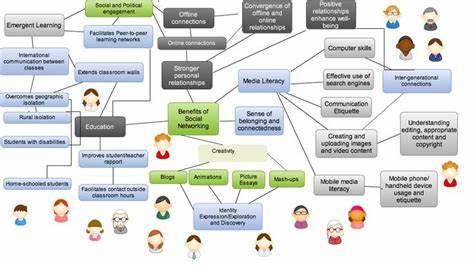 Social and Political
engagement
Emergent Learning
Facilitates Peer-to-peer
learning networks
International
communication between
classes
Extends classroom walls
Overcomes geographic
isolation
Rural isolation
Students with disabilities
Home-schooled students
Education
Improves student/teacher
rapport
Facilitates contact outside
classroom hours
Offline
connections
Online connections
Convergence of
offline and
online
relationships
Positive
relationships
enhance well-
being
Stronger
personal
relationships
Benefits of
Social
Networking
Media Literacy
Sense of
belonging and
connectedness
Creativity
Blogs
Animations
Picture
Essays
Mash-ups
Identity
Expression/Exploration
and Discovery
Computer skills
Effective use of
search engines
Communication
Etiquette
Creating and
uploading images
and video content
Mobile media
literacy
Inter-generational
connections
Understanding
editing, appropriate
content and
copyright
Mobile phone/
handheld device
usage and
etiquette